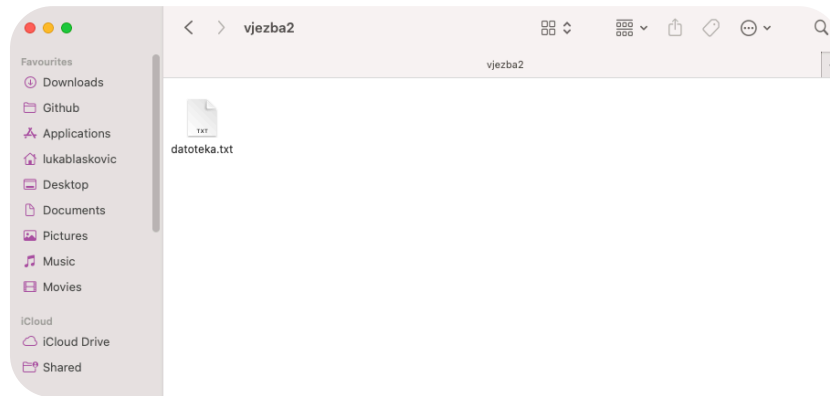 vjezba2
vjezba2
Favourites
Downloads
Github
Applications
lukablaskovic
Desktop
Documents
Pictures
Music
Movies
iCloud
iCloud Drive
Shared
TXT
datoteka.txt